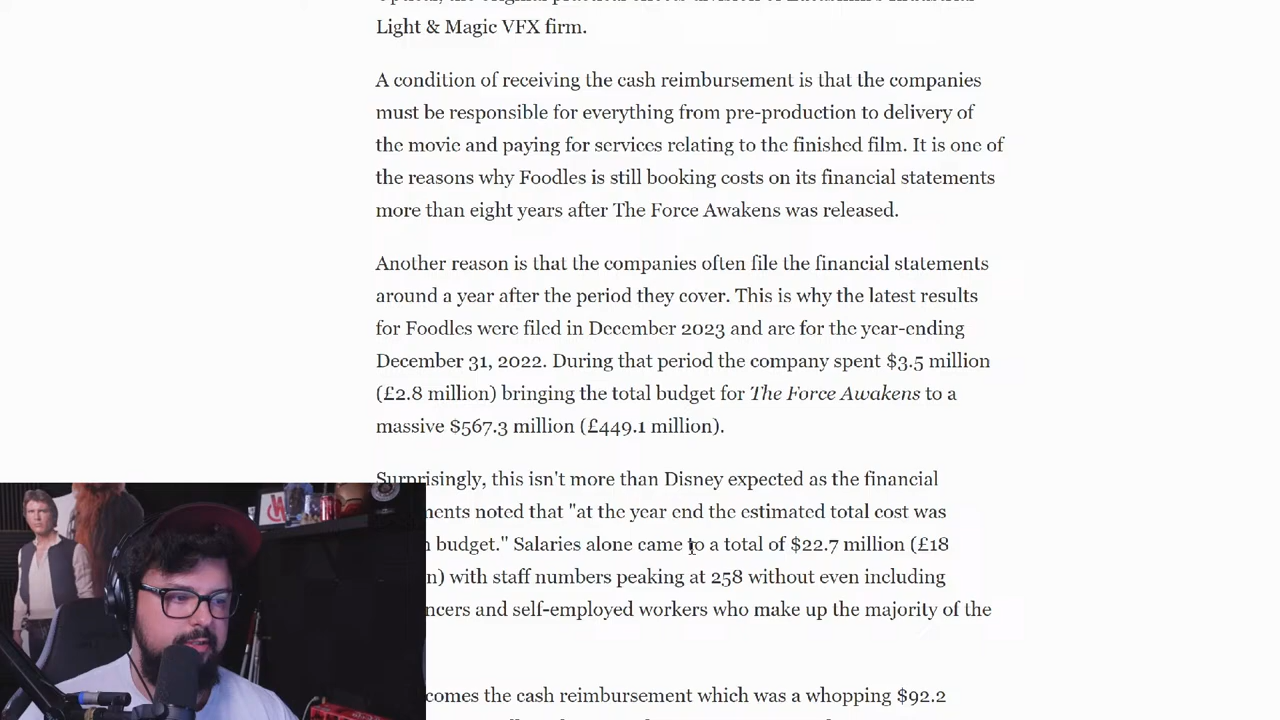 Light & Magic VFX firm.
A condition of receiving the cash reimbursement is that the companies
must be responsible for everything from pre-production to delivery of
the movie and paying for services relating to the finished film. It is one of
the reasons why Foodles is still booking costs on its financial statements
more than eight years after The Force Awakens was released.
Another reason is that the companies often file the financial statements
around a year after the period they cover. This is why the latest results
for Foodles were filed in December 2023 and are for the year-ending
December 31, 2022. During that period the company spent $3.5 million
(£2.8 million) bringing the total budget for The Force Awakens to a
massive $567.3 million (£449.1 million).
Surprisingly, this isn't more than Disney expected as the financial
noted that "at the year end the estimated total cost was
budget." Salaries alone came to a total of $22.7 million (£18
with staff numbers peaking at 258 without even including
and self-employed workers who make up the majority of the
comes the cash reimbursement which was a whopping $92.2